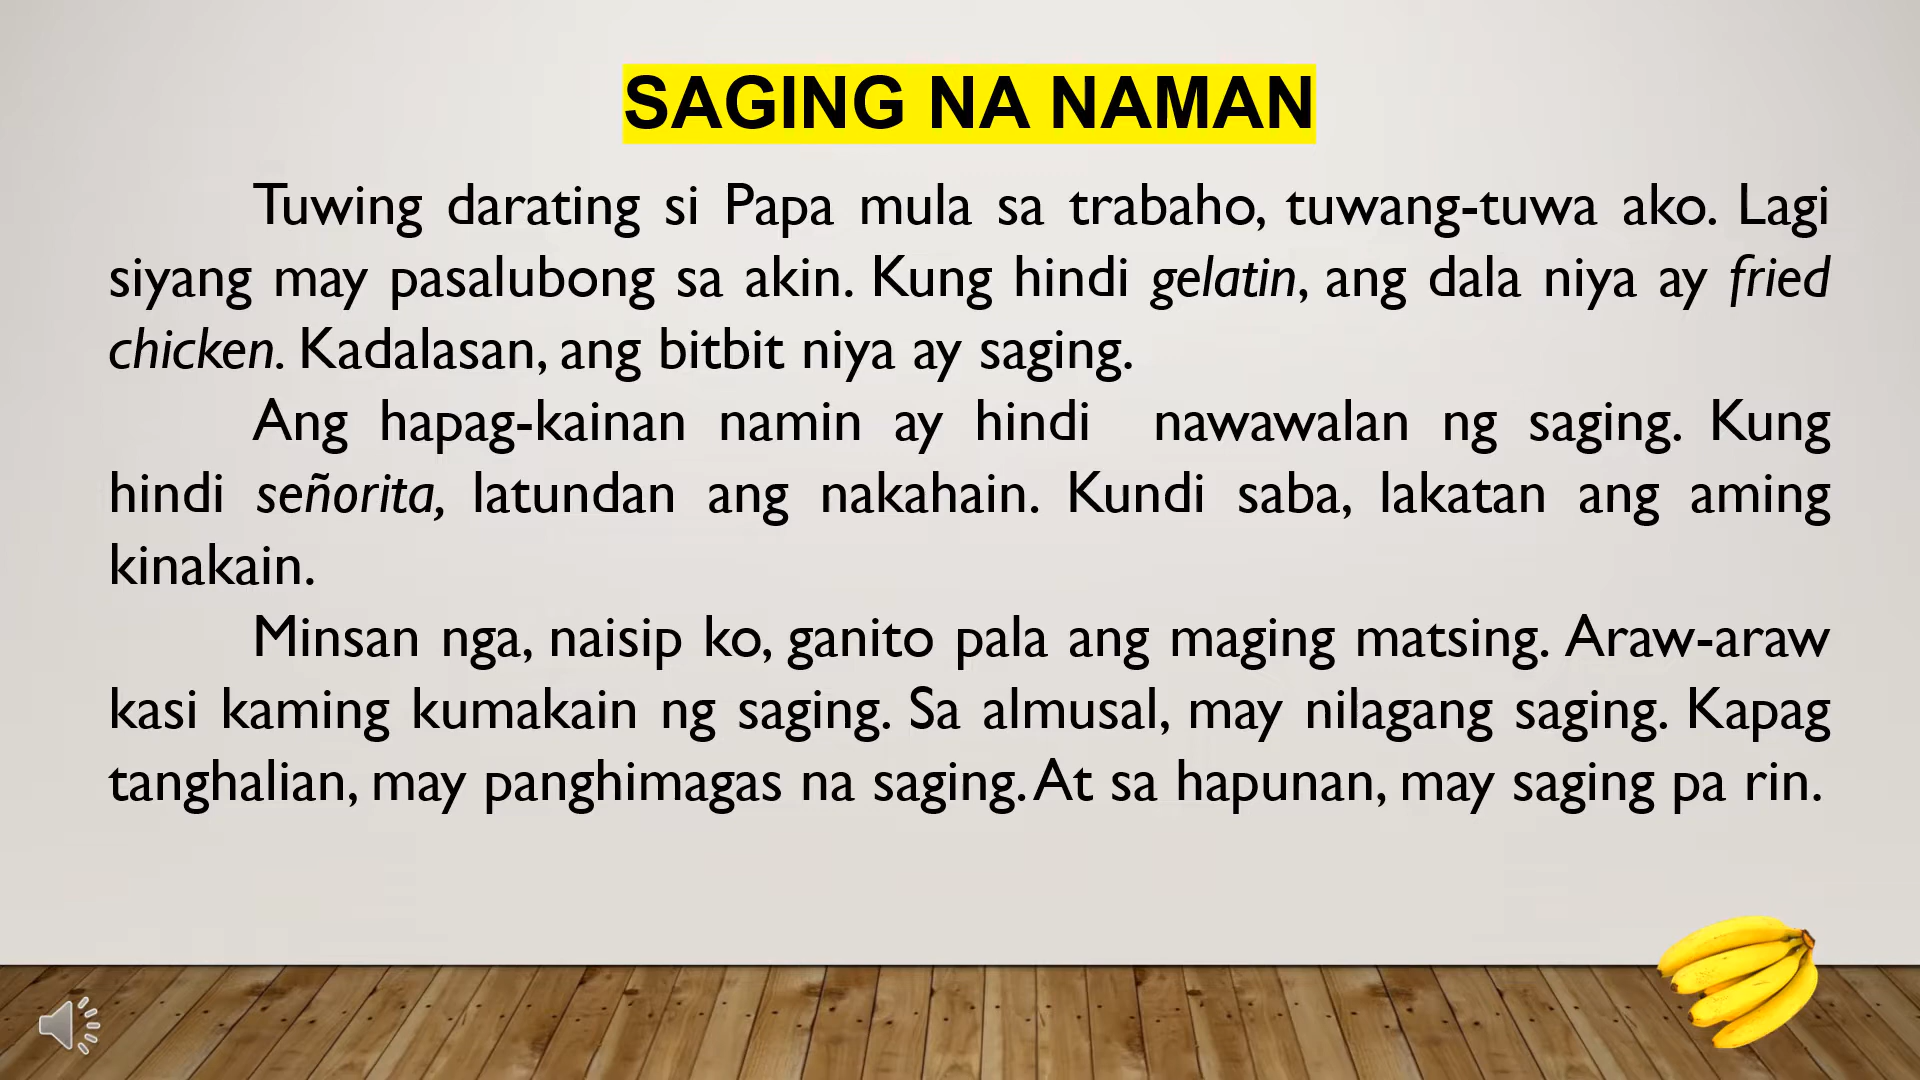 SAGING NA NAMAN
Tuwing darating si Papa mula sa trabaho, tuwang-tuwa ako. Lagi
siyang may pasalubong sa akin. Kung hindi gelatin, ang dala niya ay fried
chicken. Kadalasan, ang bitbit niya ay saging.
Ang hapag-kainan namin ay hindi nawawalan ng saging. Kung
hindi señorita, latundan ang nakahain. Kundi saba, lakatan ang aming
kinakain.
Minsan nga, naisip ko, ganito pala ang maging matsing. Araw-araw
kasi kaming kumakain ng saging. Sa almusal, may nilagang saging. Kapag
tanghalian, may panghimagas na saging. At sa hapunan, may saging pa rin.